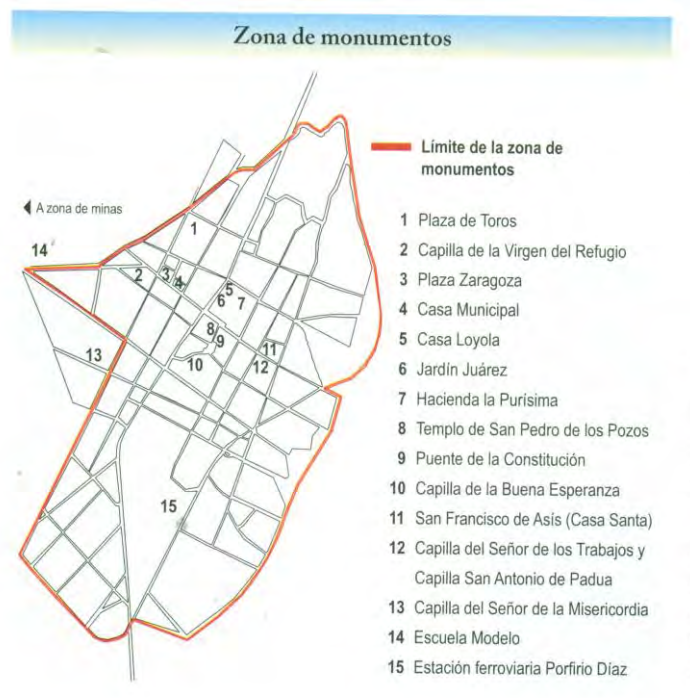 Zona de monumentos
Límite de la zona de
monumentos
A zona de minas
14
1
2
3
4
5
6
7
8
9
10
11
12
13
15
1 Plaza de Toros
2 Capilla de la Virgen del Refugio
3 Plaza Zaragoza
4 Casa Municipal
5 Casa Loyola
6 Jardín Juárez
7 Hacienda la Purísima
8 Templo de San Pedro de los Pozos
9 Puente de la Constitución
10 Capilla de la Buena Esperanza
11 San Francisco de Asís (Casa Santa)
12 Capilla del Señor de los Trabajos y
Capilla San Antonio de Padua
13 Capilla del Señor de la Misericordia
14 Escuela Modelo
15 Estación ferroviaria Porfirio Díaz